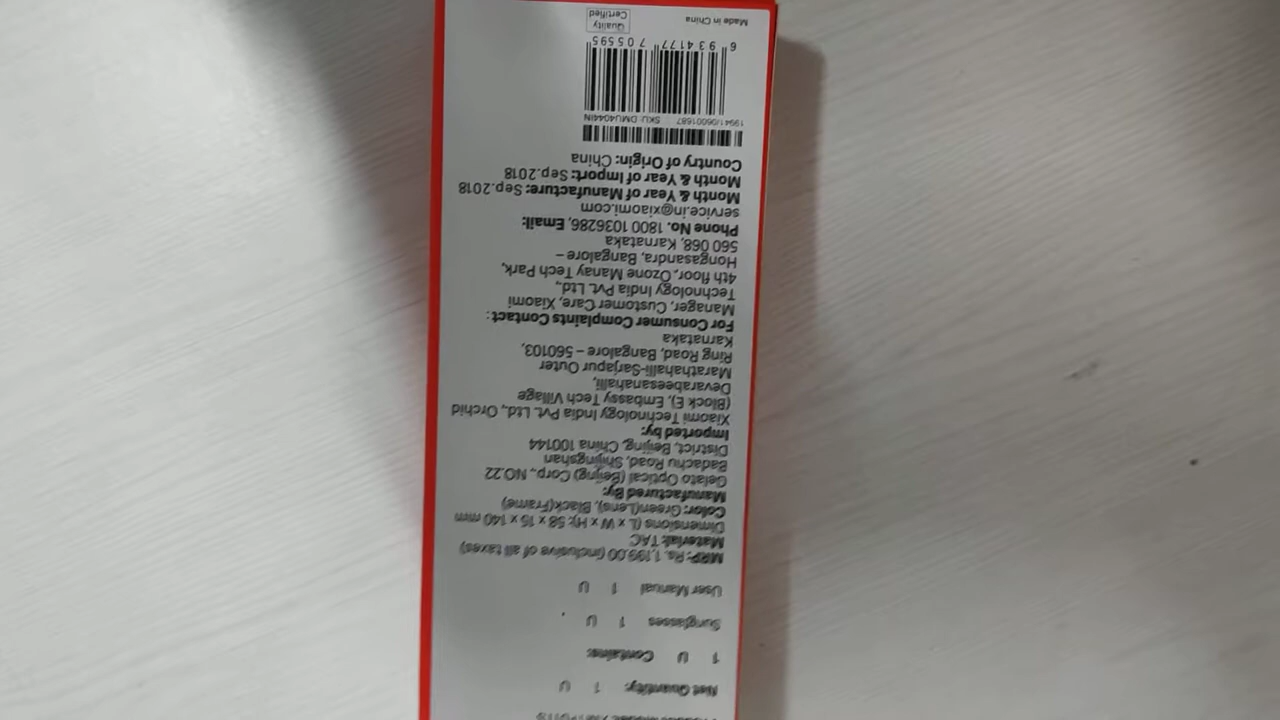 Net Quantity: 1 U
1 U Contains:
Sunglasses 1 U
User Manual 1 U
MRP: Rs. 1,199.00 (inclusive of all taxes)
Material: TAC
Dimensions (L x W x H): 58 x 15 x 140 mm
Color: Green(Lens), Black(Frame)
Manufactured By:
Gelato Optical (Beijing) Corp., NO.22
Badachu Road, Shijingshan
District, Beijing, China 100144
Imported by:
Xiaomi Technology India Pvt. Ltd., Orchid
(Block E), Embassy Tech Village
Devarabeesanahalli,
Marathahalli-Sarjapur Outer
Ring Road, Bangalore – 560103,
Karnataka
For Consumer Complaints Contact:
Manager, Customer Care, Xiaomi
Technology India Pvt. Ltd.,
4th floor, Ozone Manay Tech Park,
Hongasandra, Bangalore –
560 068, Karnataka
Phone No. 1800 1036286, Email:
service.in@xiaomi.com
Month & Year of Manufacture: Sep.2018
Month & Year of Import: Sep.2018
Country of Origin: China
19941/06001687 SKU: DMU4044IN
6 934177 705595
Made in China
Quality
Certified